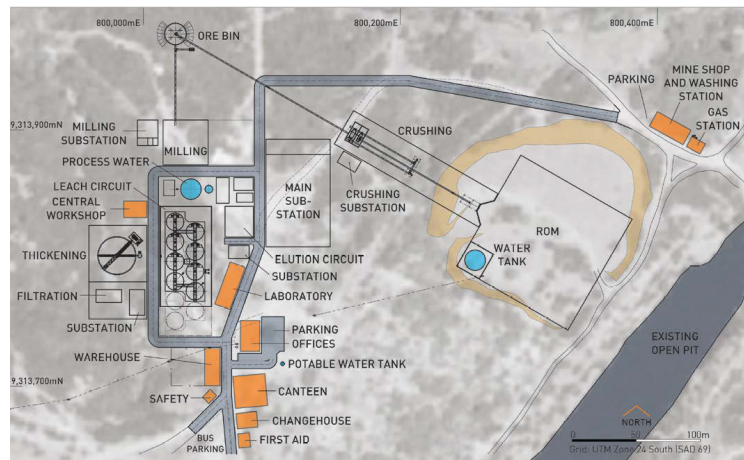 800,000mE
800,200mE
800,400mE
ORE BIN
PARKING
MINE SHOP
AND WASHING
STATION
GAS
STATION
9,313,900mN
MILLING
SUBSTATION
MILLING
CRUSHING
PROCESS WATER
LEACH CIRCUIT
CENTRAL
WORKSHOP
MAIN
SUB-
STATION
CRUSHING
SUBSTATION
ROM
THICKENING
ELUTION CIRCUIT
SUBSTATION
WATER
TANK
FILTRATION
LABORATORY
SUBSTATION
PARKING
OFFICES
EXISTING
OPEN PIT
WAREHOUSE
POTABLE WATER TANK
9,313,700mN
SAFETY
CANTEEN
CHANGEHOUSE
NORTH
BUS
PARKING
FIRST AID
0 50 100m
Grid: UTM Zone 24 South (SAD 69)